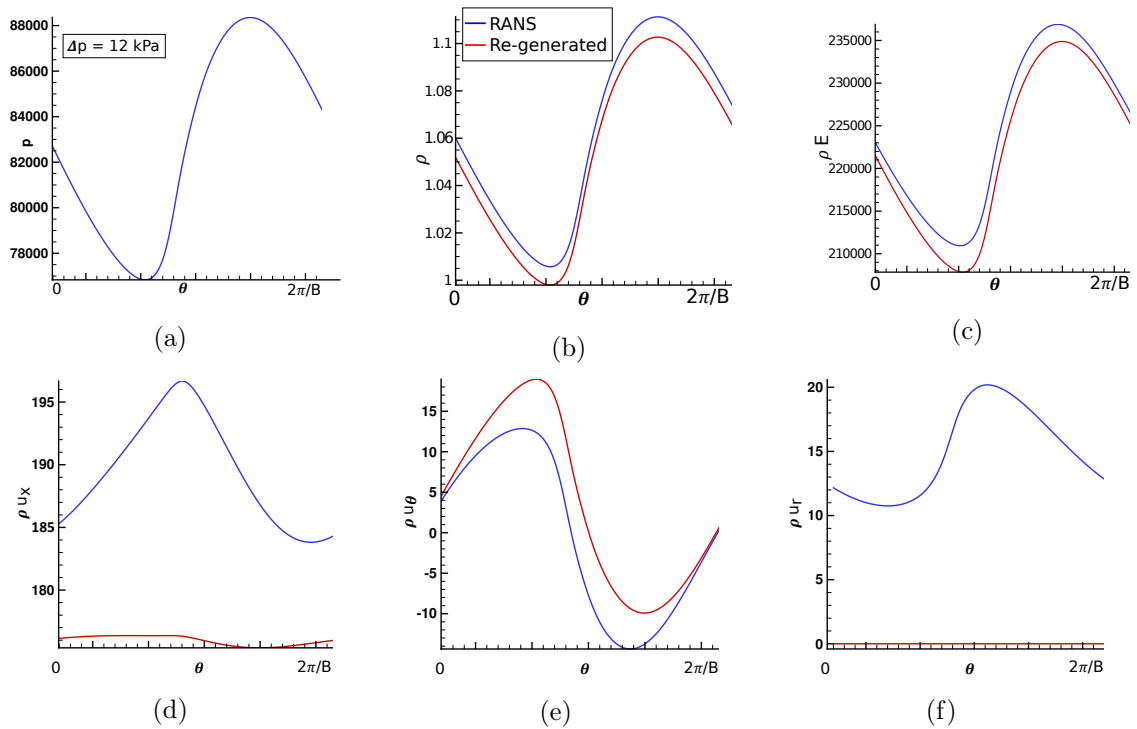 88000
86000
84000
82000
80000
78000
p
Δp = 12 kPa
0
θ
2π/B
(a)
1.1
1.08
1.06
1.04
1.02
1
ρ
RANS
Re-generated
0
θ
2π/B
(b)
235000
230000
225000
220000
215000
210000
ρ E
0
θ
2π/B
(c)
195
190
185
180
ρ ux
0
θ
2π/B
(d)
15
10
5
0
-5
-10
ρ uθ
0
θ
2π/B
(e)
20
15
10
5
0
ρ ur
0
θ
2π/B
(f)